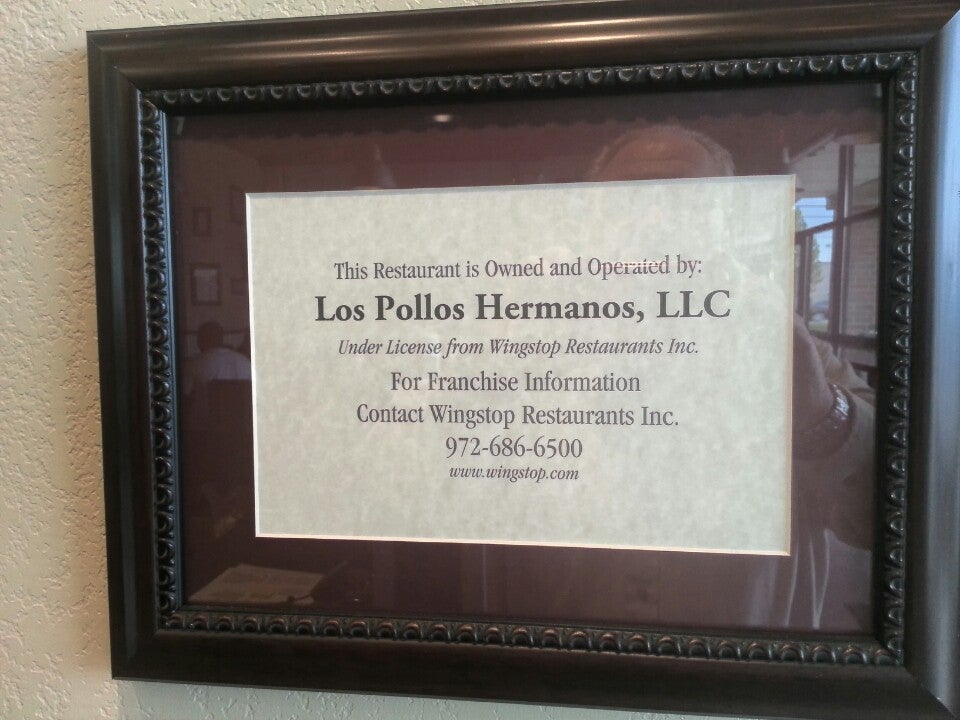 This Restaurant is Owned and Operated by:
Los Pollos Hermanos, LLC
Under License from Wingstop Restaurants Inc.
For Franchise Information
Contact Wingstop Restaurants Inc.
972-686-6500
www.wingstop.com